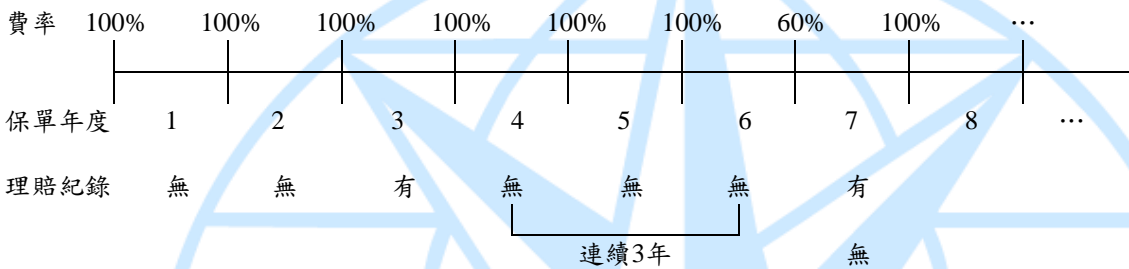 費率 100% 100% 100% 100% 100% 100% 60% 100% …
保單年度 1 2 3 4 5 6 7 8 …
理賠紀錄 無 無 有 無 無 無 有
連續3年 無